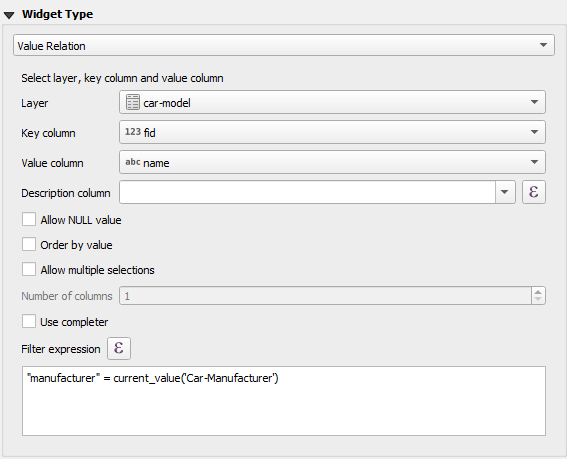 Widget Type
Value Relation
Select layer, key column and value column
Layer car-model
Key column 123 fid
Value column abc name
Description column ε
Allow NULL value
Order by value
Allow multiple selections
Number of columns 1
Use completer
Filter expression ε
"manufacturer" = current_value('Car-Manufacturer')